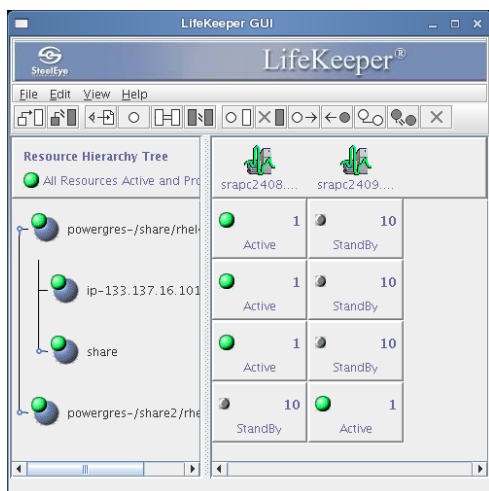 LifeKeeper GUI
SteelEye
LifeKeeper®
File Edit View Help
Resource Hierarchy Tree
All Resources Active and Pro
srapc2408.... srapc2409....
powergres-/share/rhel-
1 Active 10 StandBy
ip-133.137.16.101
1 Active 10 StandBy
share
1 Active 10 StandBy
powergres-/share2/rhe
10 StandBy 1 Active